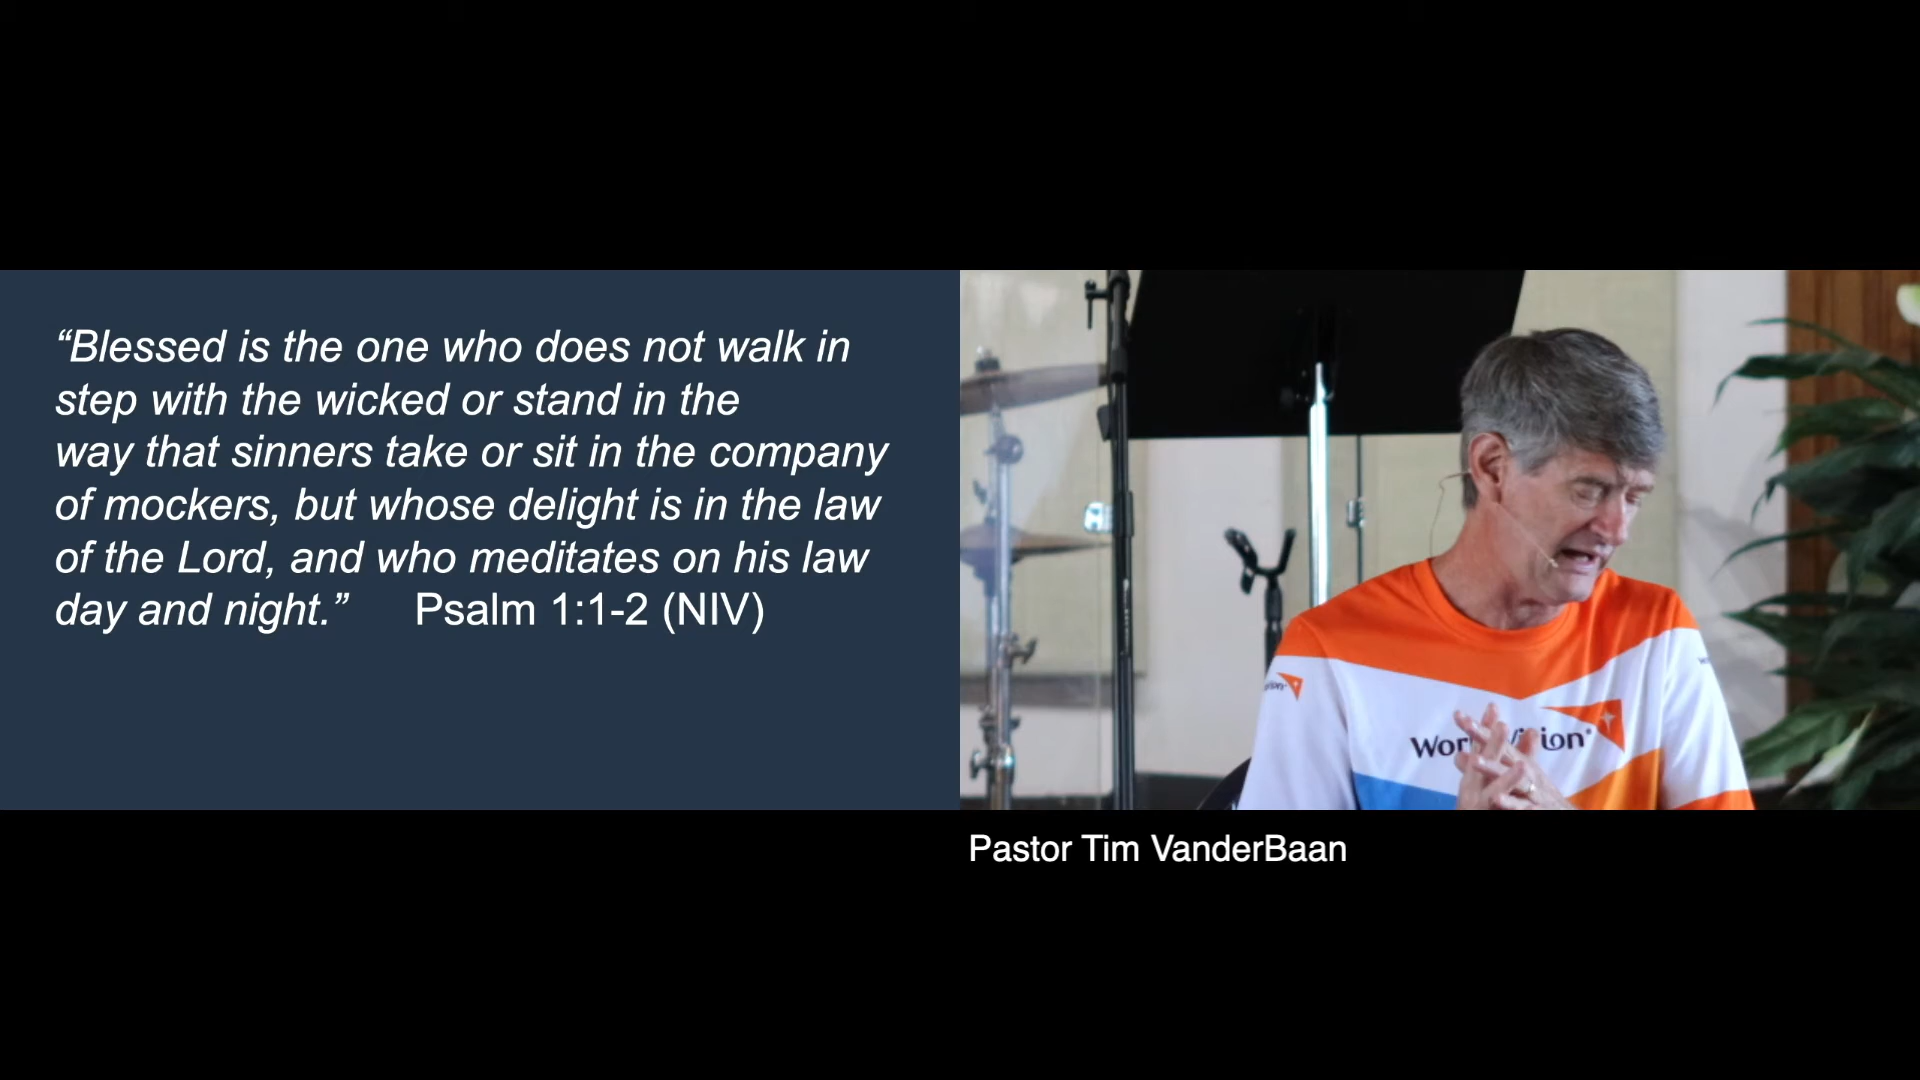 “Blessed is the one who does not walk in
step with the wicked or stand in the
way that sinners take or sit in the company
of mockers, but whose delight is in the law
of the Lord, and who meditates on his law
day and night.” Psalm 1:1-2 (NIV)
Pastor Tim VanderBaan